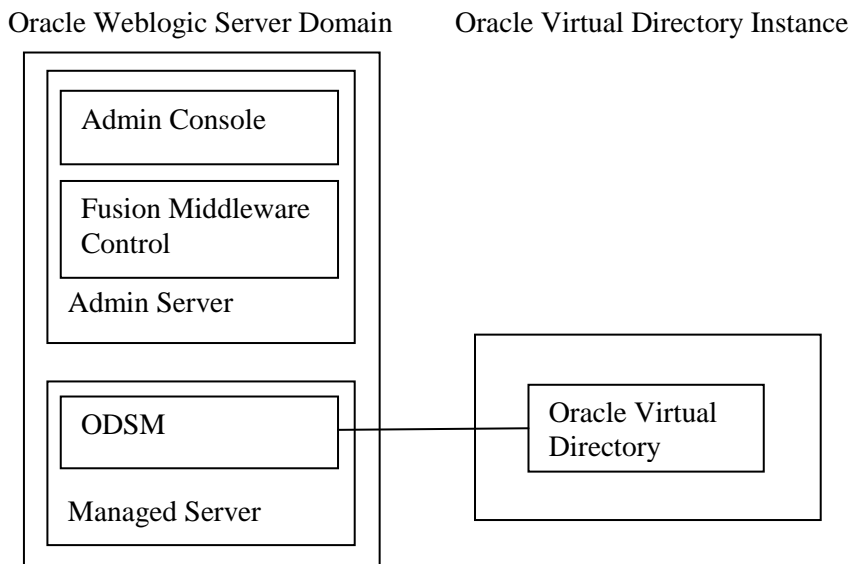 Oracle Weblogic Server Domain
Oracle Virtual Directory Instance
Admin Console
Fusion Middleware
Control
Admin Server
ODSM
Managed Server
Oracle Virtual
Directory